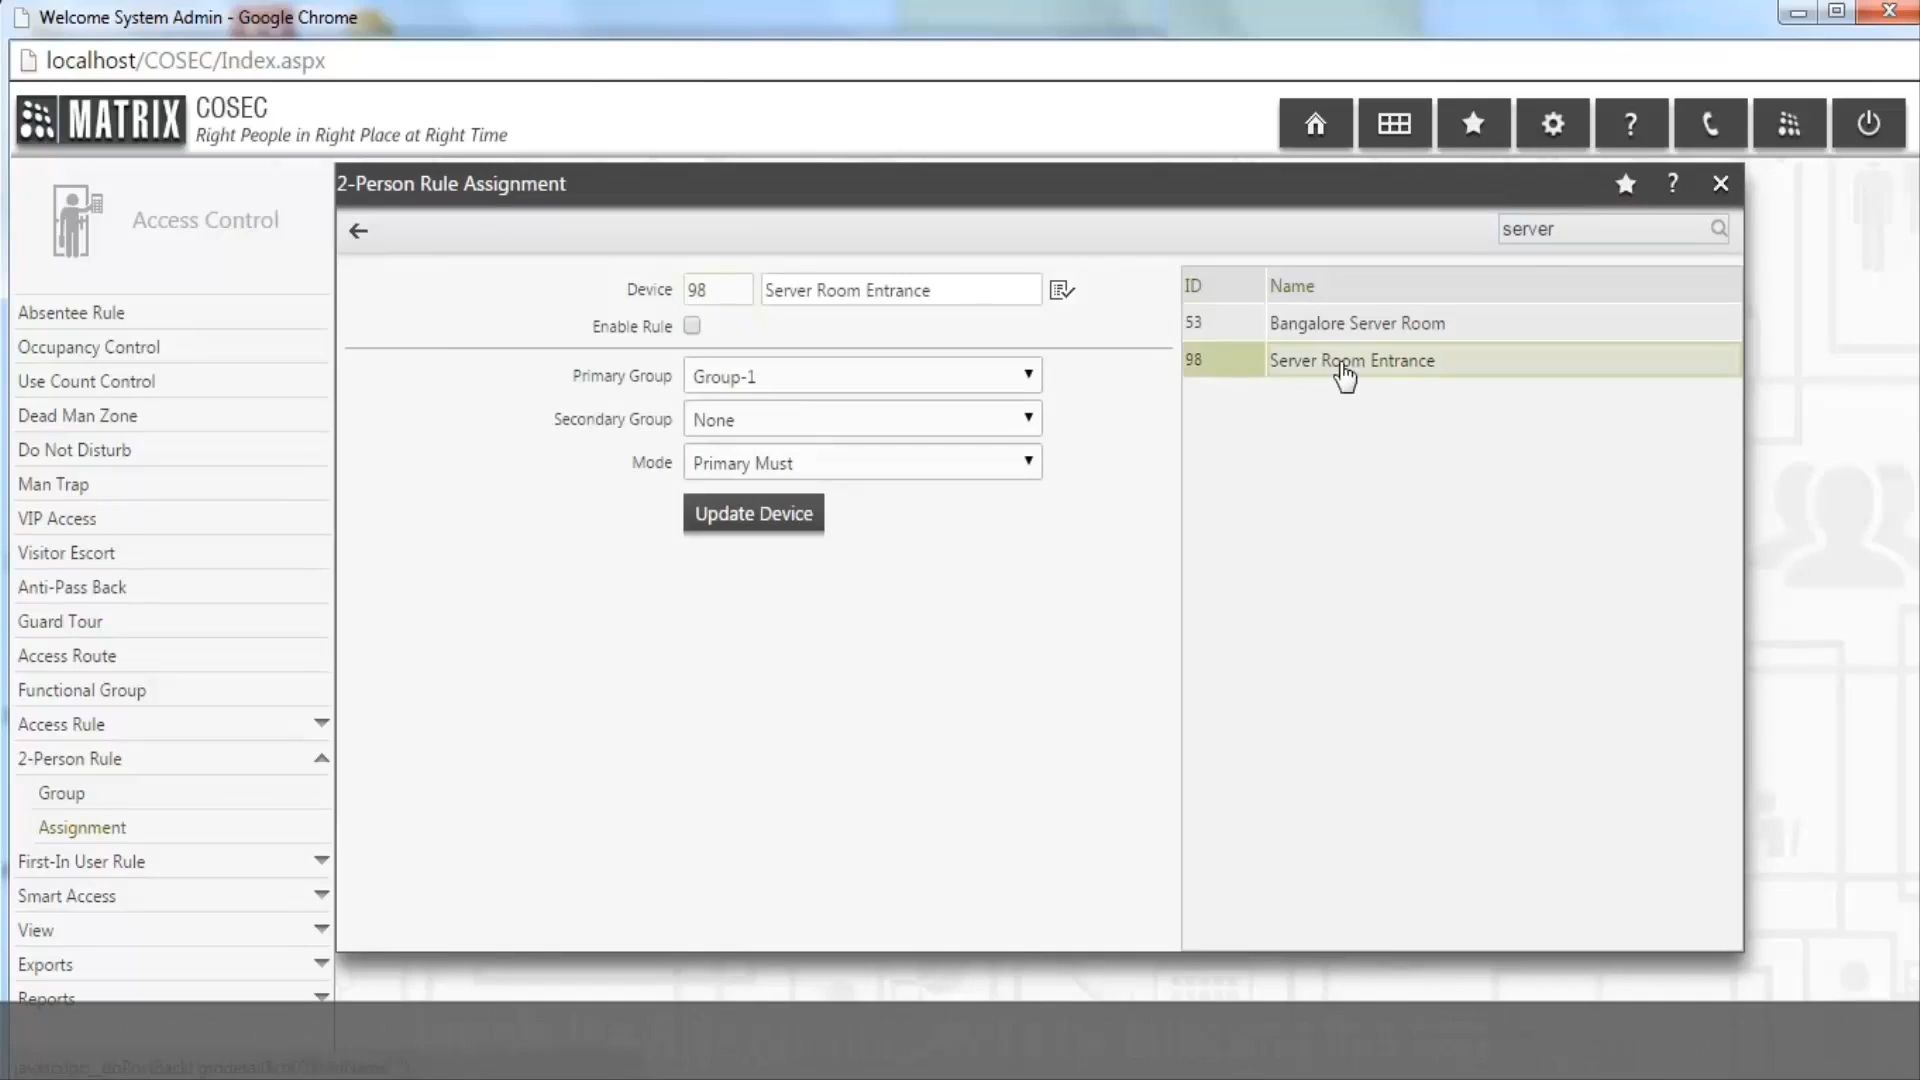 Welcome System Admin - Google Chrome
localhost/COSEC/Index.aspx
MATRIX
COSEC
Right People in Right Place at Right Time
?
Access Control
Absentee Rule
Occupancy Control
Use Count Control
Dead Man Zone
Do Not Disturb
Man Trap
VIP Access
Visitor Escort
Anti-Pass Back
Guard Tour
Access Route
Functional Group
Access Rule
2-Person Rule
Group
Assignment
First-In User Rule
Smart Access
View
Exports
Reports
2-Person Rule Assignment
?
server
Device 98 Server Room Entrance
Enable Rule
Primary Group Group-1
Secondary Group None
Mode Primary Must
Update Device
ID Name
53 Bangalore Server Room
98 Server Room Entrance